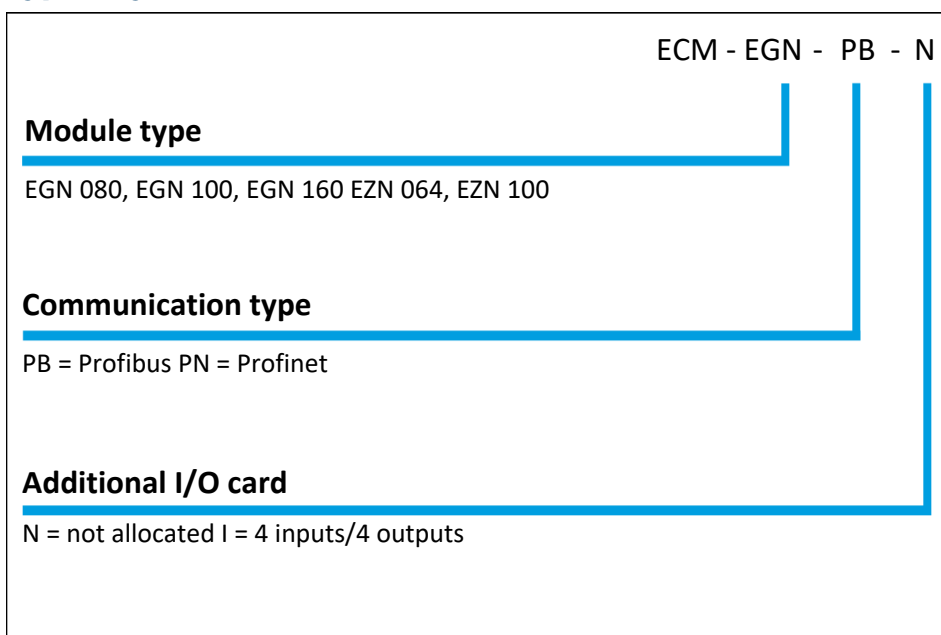 ECM - EGN - PB - N
Module type
EGN 080, EGN 100, EGN 160 EZN 064, EZN 100
Communication type
PB = Profibus PN = Profinet
Additional I/O card
N = not allocated I = 4 inputs/4 outputs